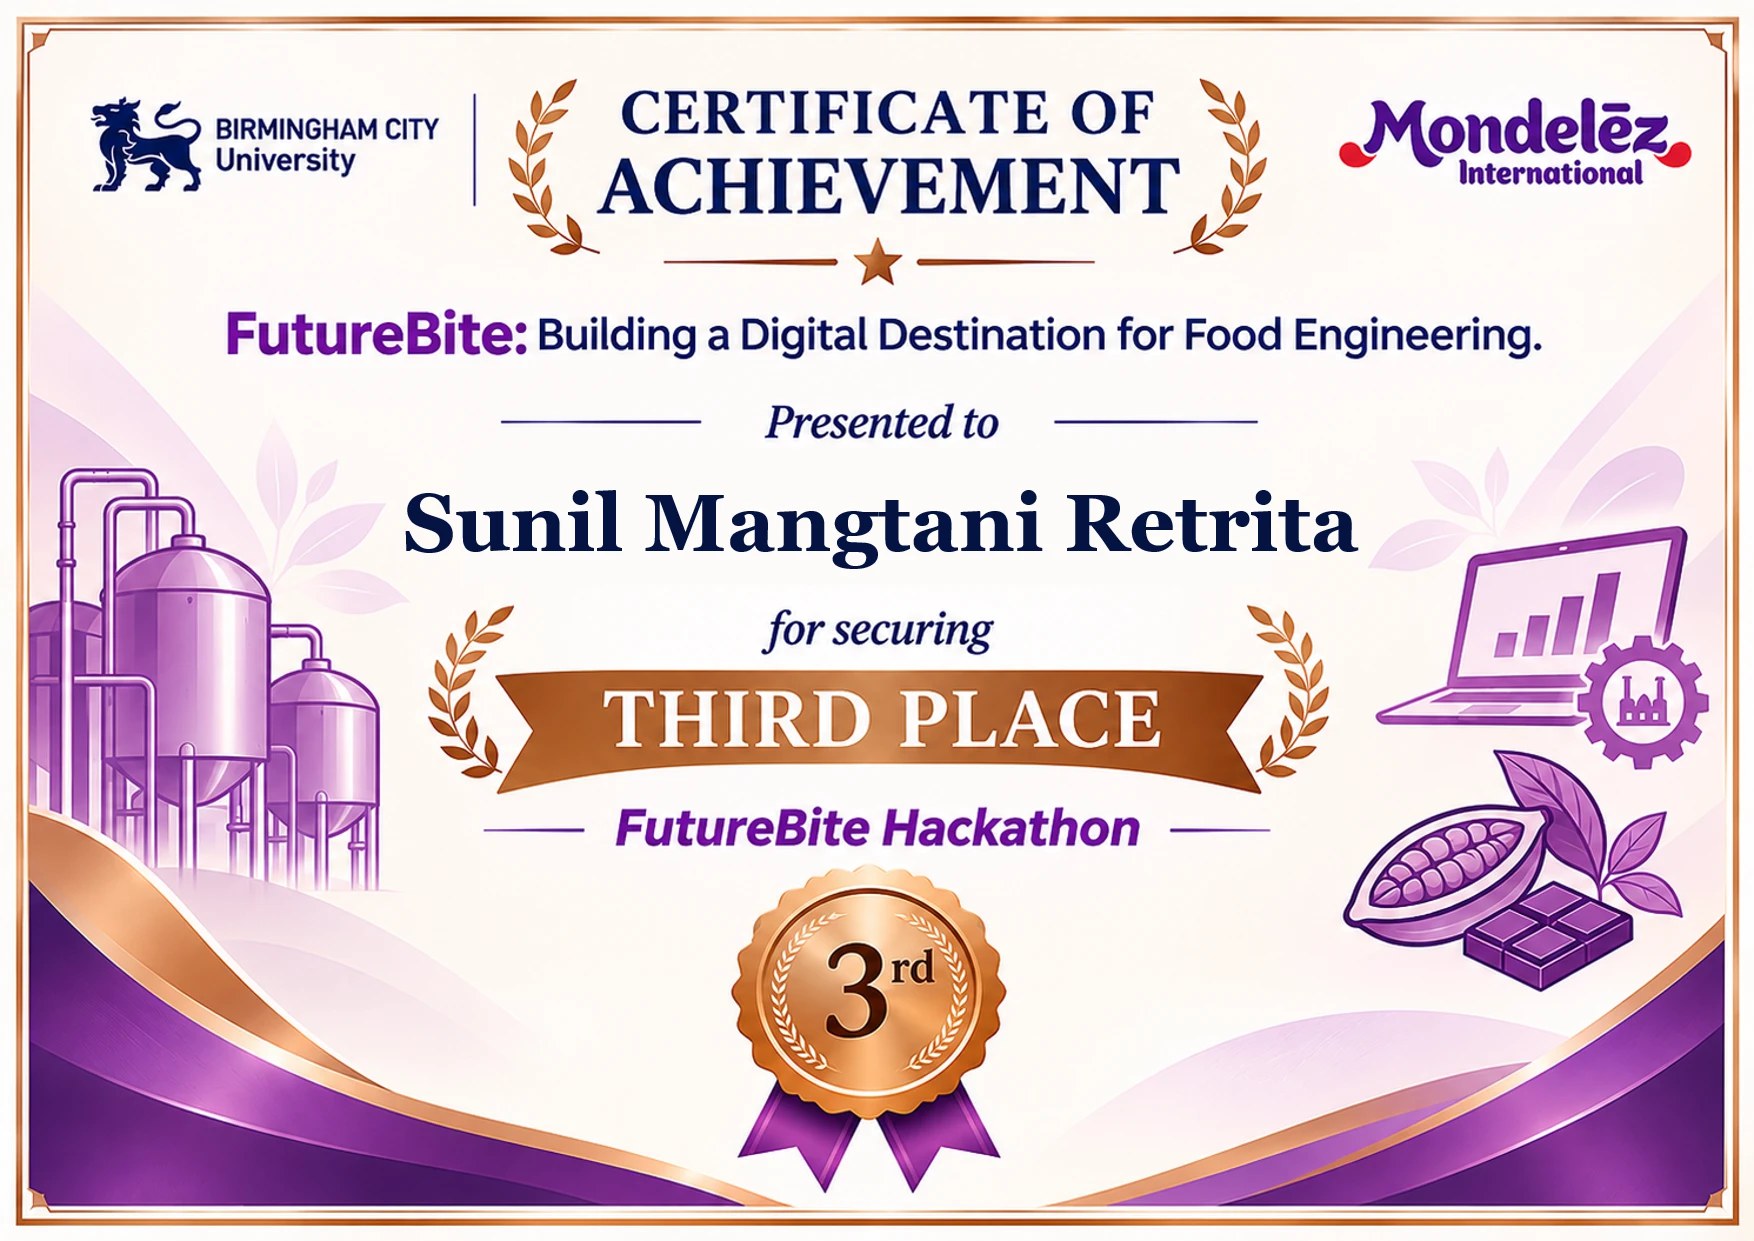 BIRMINGHAM CITY
University
CERTIFICATE OF
ACHIEVEMENT
Mondelēz
International
FutureBite: Building a Digital Destination for Food Engineering.
Presented to
Sunil Mangtani Retrita
for securing
THIRD PLACE
FutureBite Hackathon
3rd